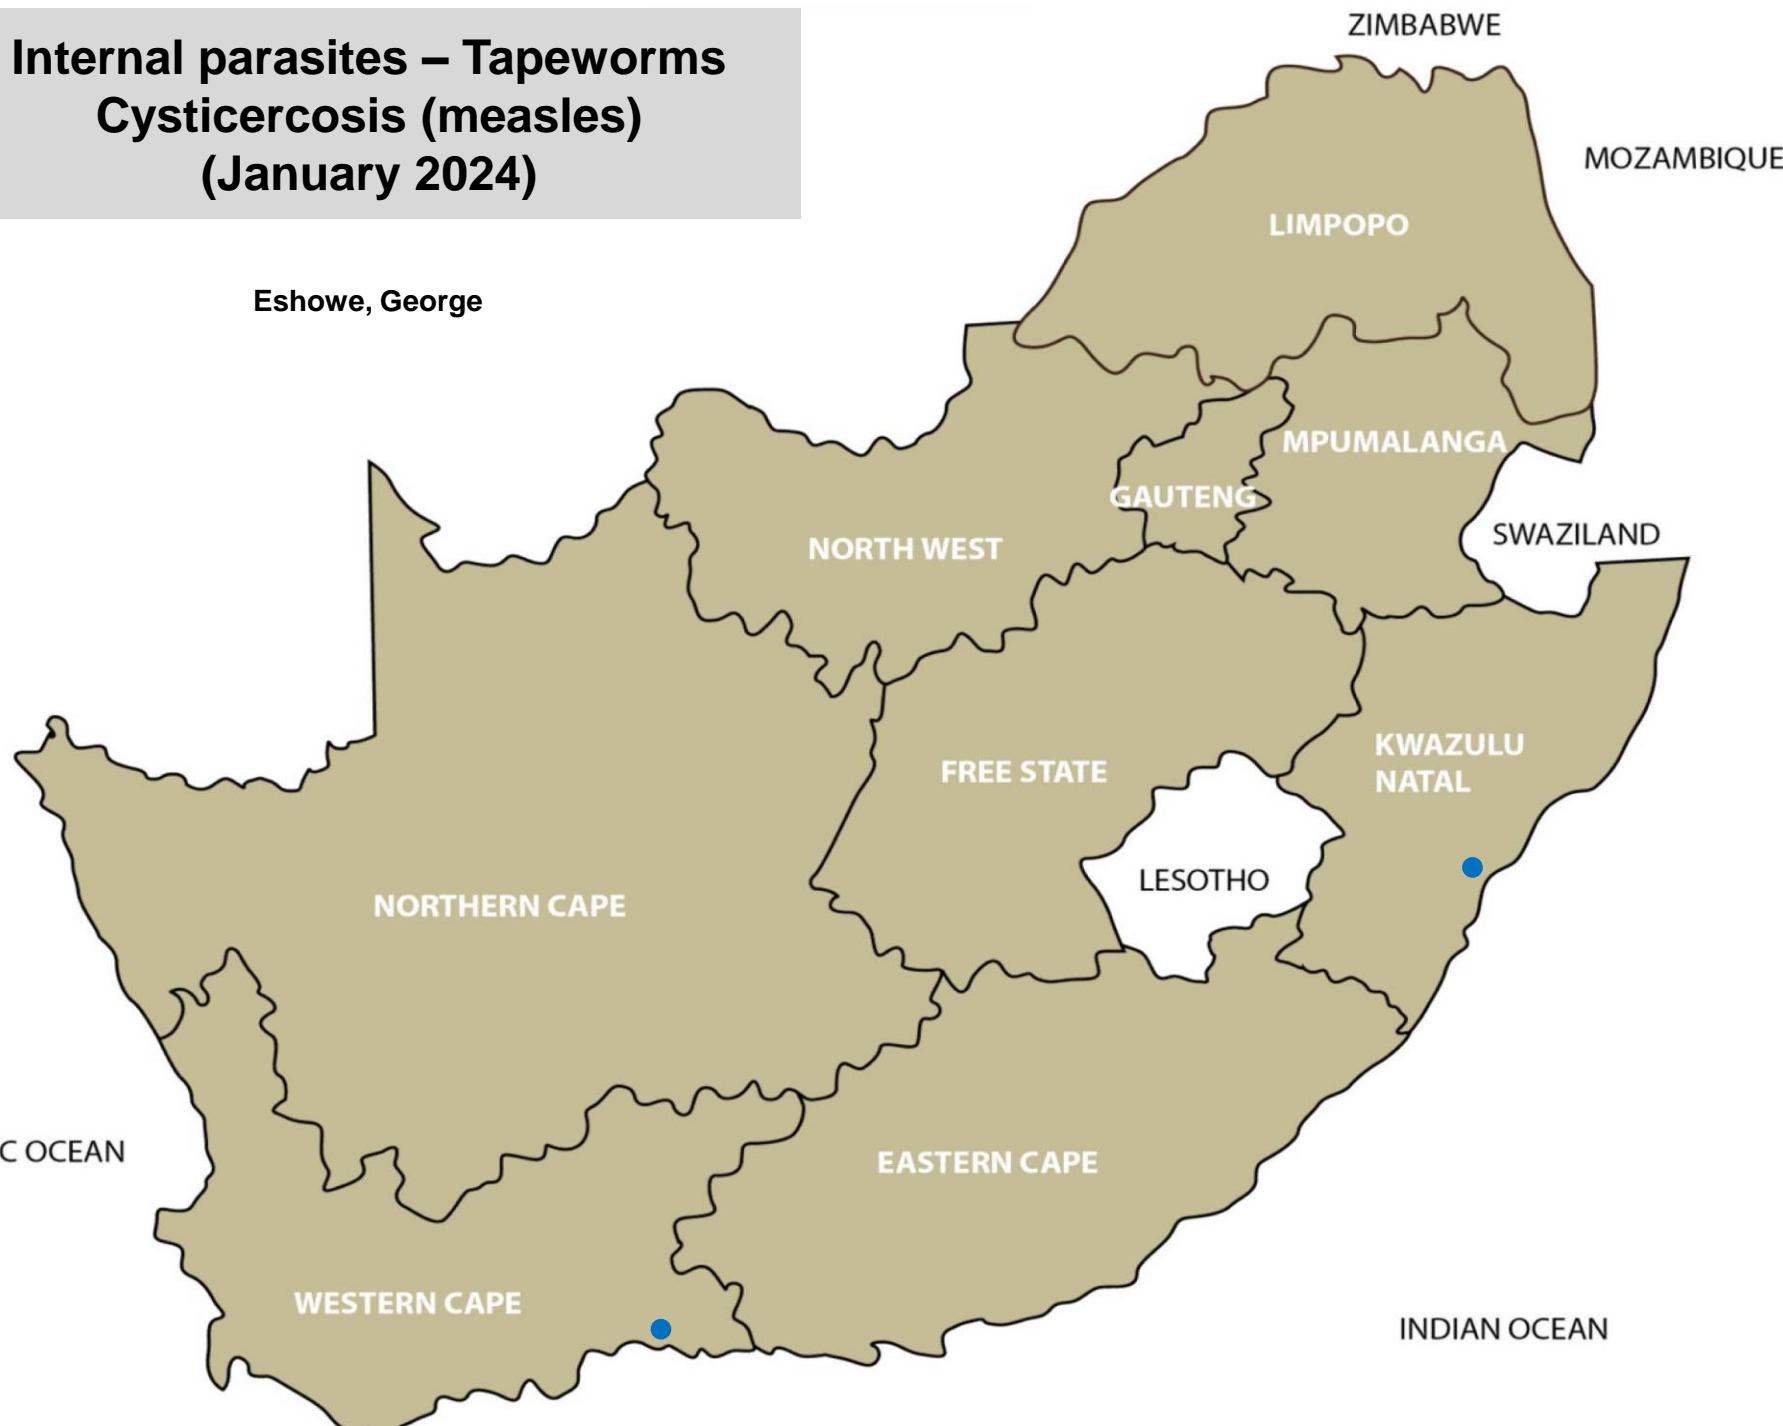 Internal parasites – Tapeworms
Cysticercosis (measles)
(January 2024)
Eshowe, George
ZIMBABWE
MOZAMBIQUE
LIMPOPO
MPUMALANGA
GAUTENG
NORTH WEST
SWAZILAND
FREE STATE
KWAZULU
NATAL
LESOTHO
NORTHERN CAPE
C OCEAN
EASTERN CAPE
WESTERN CAPE
INDIAN OCEAN